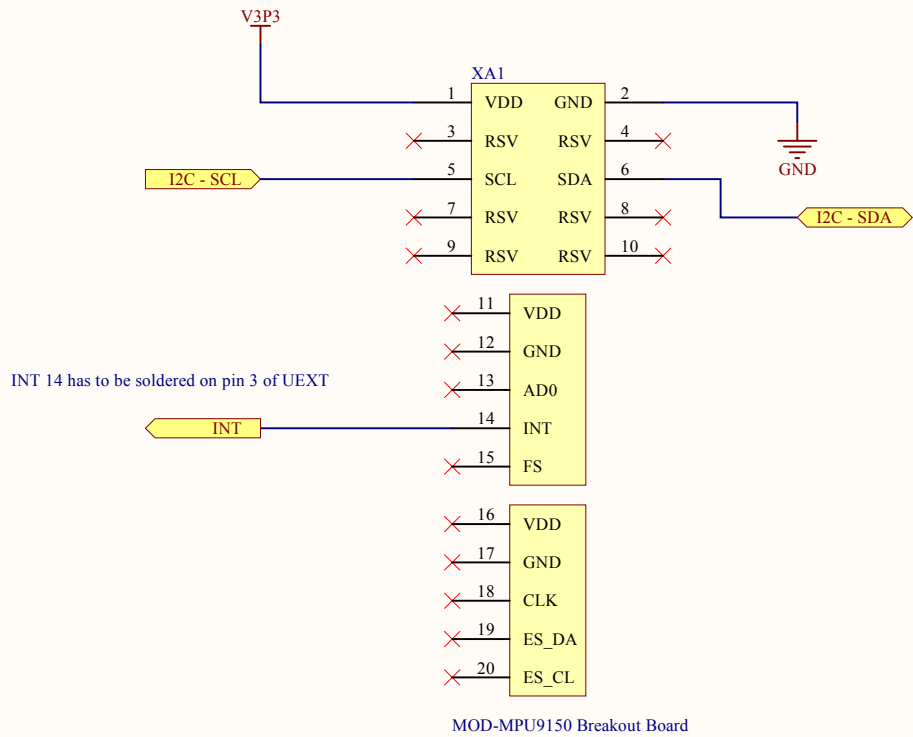 V3P3
XA1
1 VDD GND 2
3 RSV RSV 4
GND
I2C - SCL 5 SCL SDA 6
7 RSV RSV 8 I2C - SDA
9 RSV RSV 10
11 VDD
12 GND
INT 14 has to be soldered on pin 3 of UEXT
13 AD0
INT 14 INT
15 FS
16 VDD
17 GND
18 CLK
19 ES_DA
20 ES_CL
MOD-MPU9150 Breakout Board